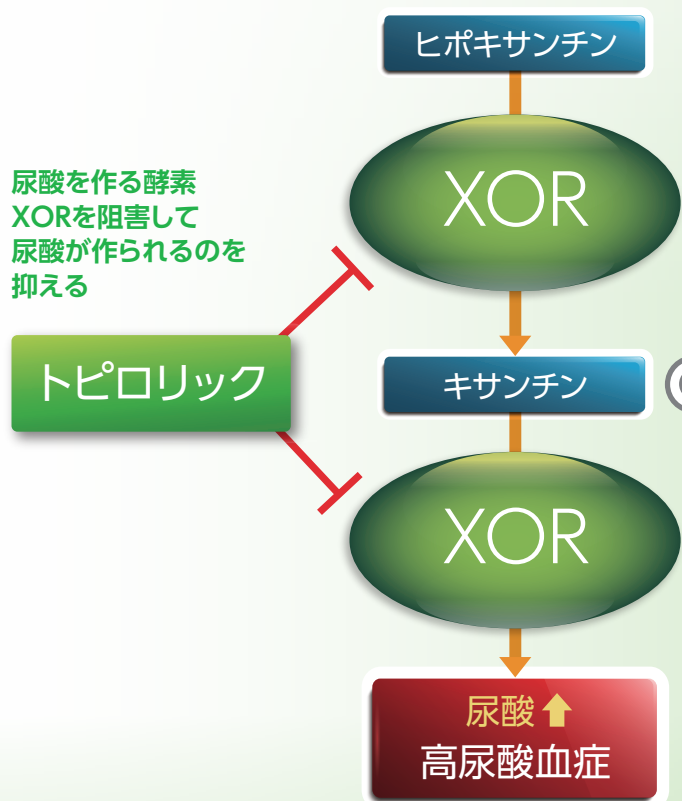 ヒポキサンチン
XOR
尿酸を作る酵素
XORを阻害して
尿酸が作られるのを
抑える
トピロリック
キサンチン
XOR
尿酸⬆
高尿酸血症